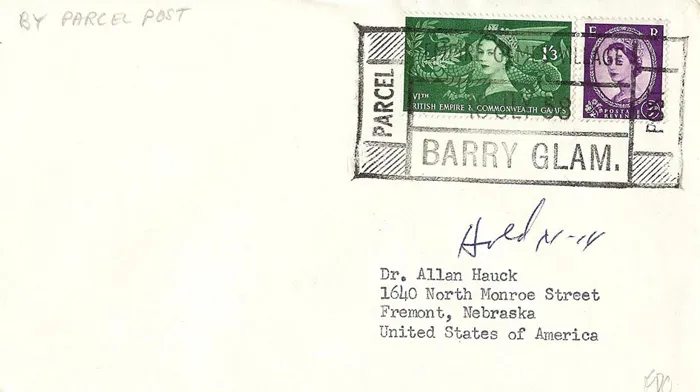 BY PARCEL POST
E R
1/3
VITH
BRITISH EMPIRE & COMMONWEALTH GAMES
POSTAGE
REVENUE
PARCEL
BARRY GLAM.
Dr. Allan Hauck
1640 North Monroe Street
Fremont, Nebraska
United States of America
FDC